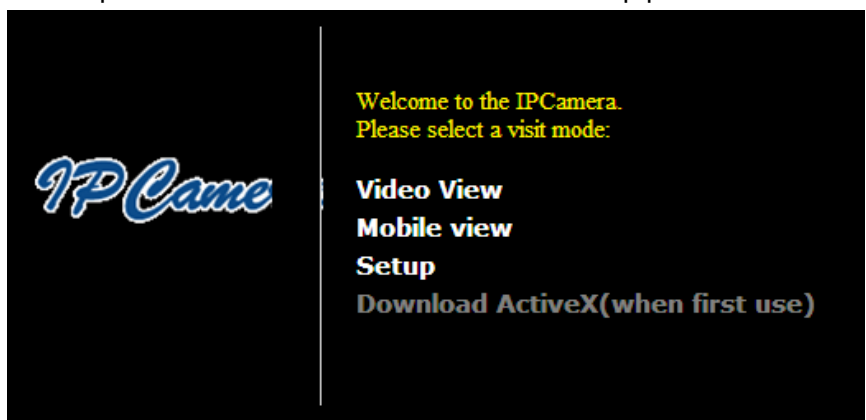 IPCame
Welcome to the IPCamera.
Please select a visit mode:
Video View
Mobile view
Setup
Download ActiveX(when first use)